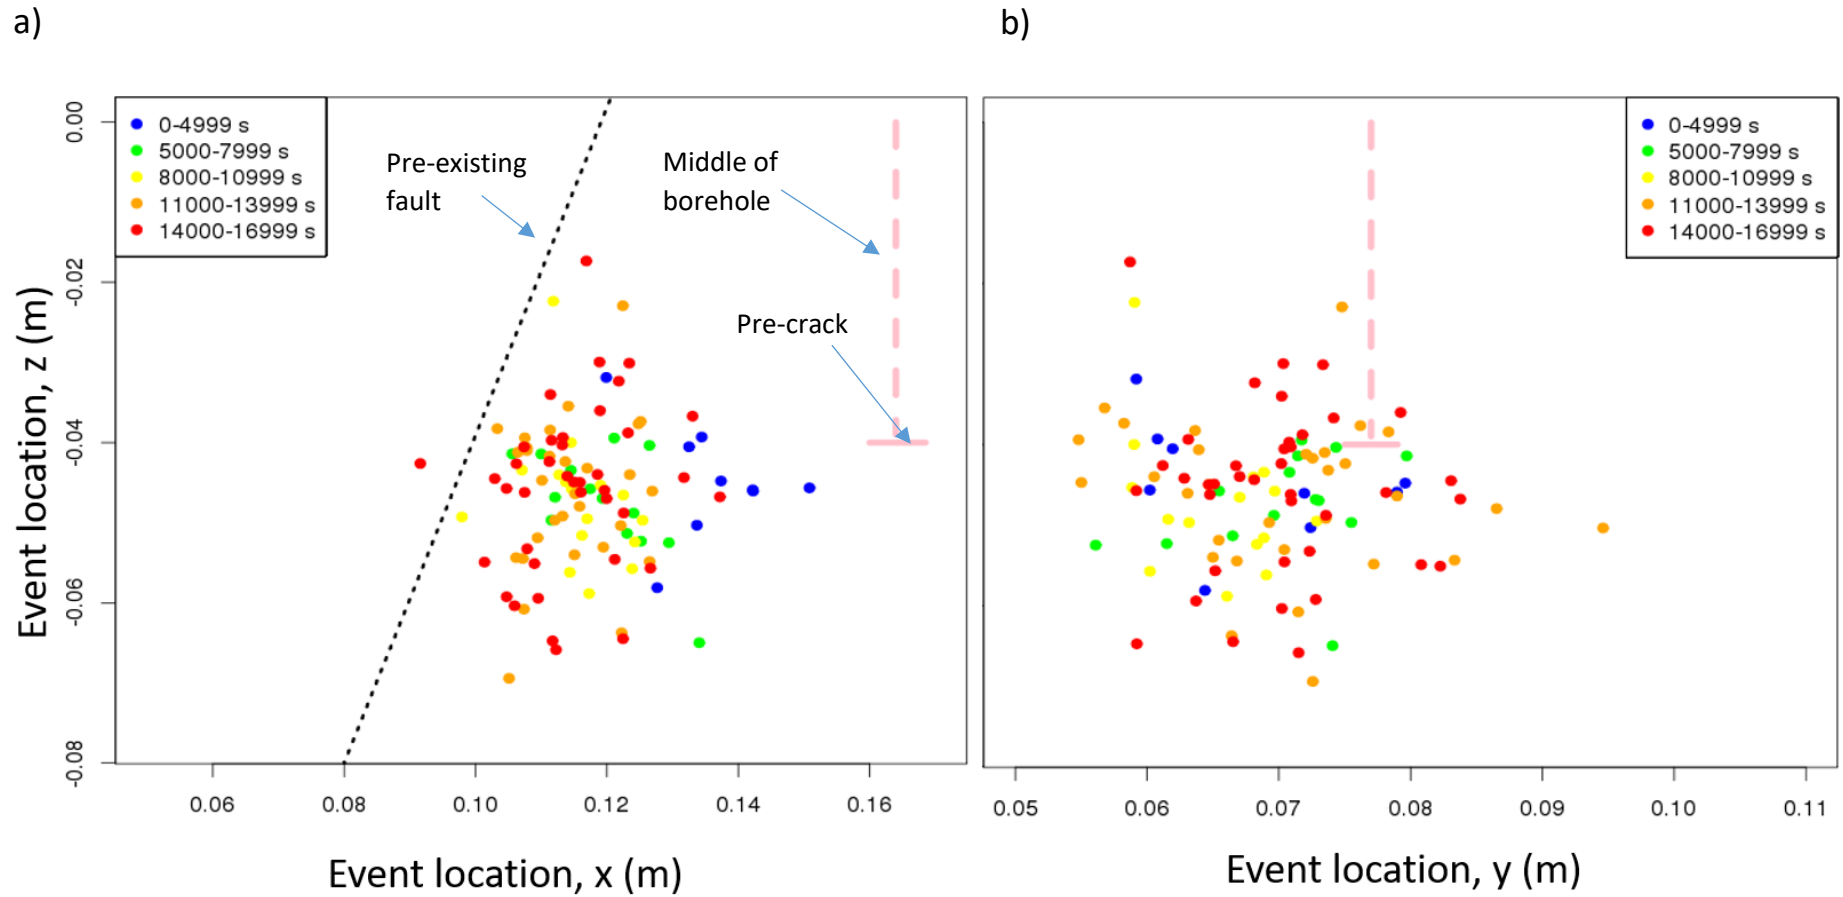 a)
b)
0-4999 s
5000-7999 s
8000-10999 s
11000-13999 s
14000-16999 s
Pre-existing
fault
Middle of
borehole
Pre-crack
0.00
-0.02
-0.04
-0.06
-0.08
Event location, z (m)
0.06
0.08
0.10
0.12
0.14
0.16
Event location, x (m)
0-4999 s
5000-7999 s
8000-10999 s
11000-13999 s
14000-16999 s
0.05
0.06
0.07
0.08
0.09
0.10
0.11
Event location, y (m)